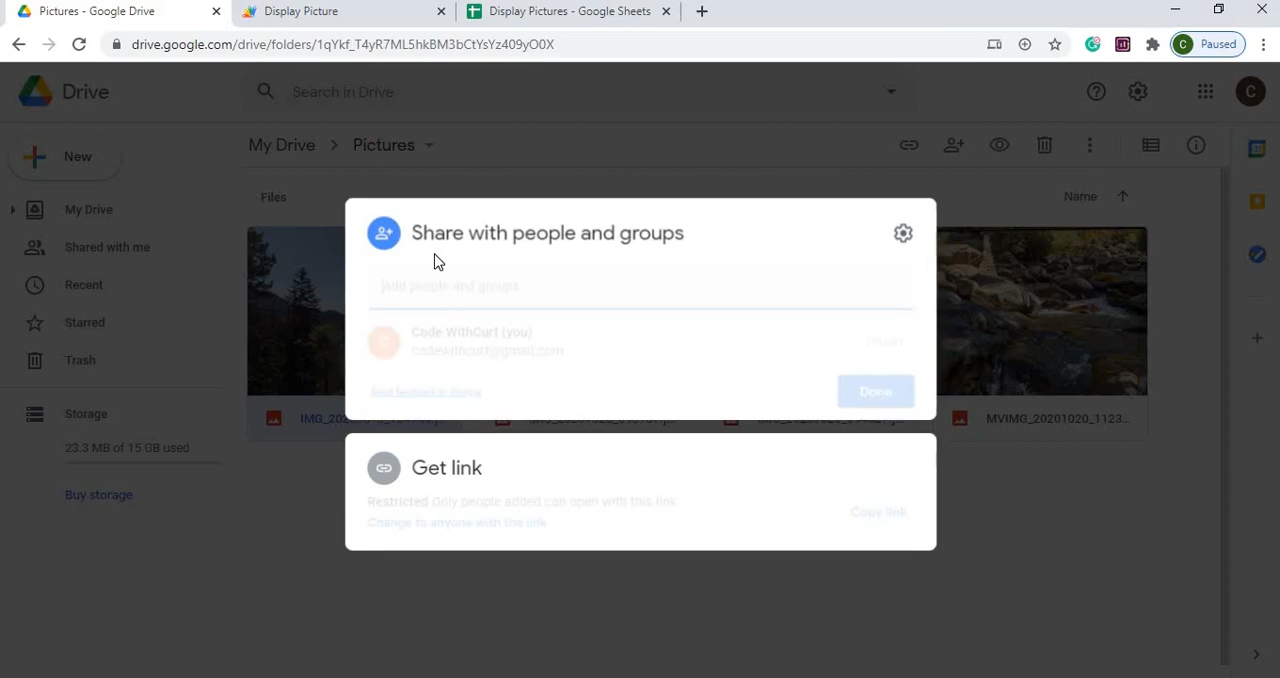 Pictures - Google Drive
Display Picture
Display Pictures - Google Sheets
drive.google.com/drive/folders/1qYkf_T4yR7ML5hkBM3bCtYsYz409yO0X
C Paused
Drive
Search in Drive
C
New
My Drive > Pictures
My Drive
Shared with me
Recent
Starred
Trash
Storage
23.3 MB of 15 GB used
Buy storage
Files
Name
Share with people and groups
Add people and groups
Code WithCurt (you)
codewithcurt@gmail.com
Send feedback to Google
Done
MVIMG_20201020_1123...
Get link
Restricted Only people added can open with this link
Change to anyone with the link
Copy link